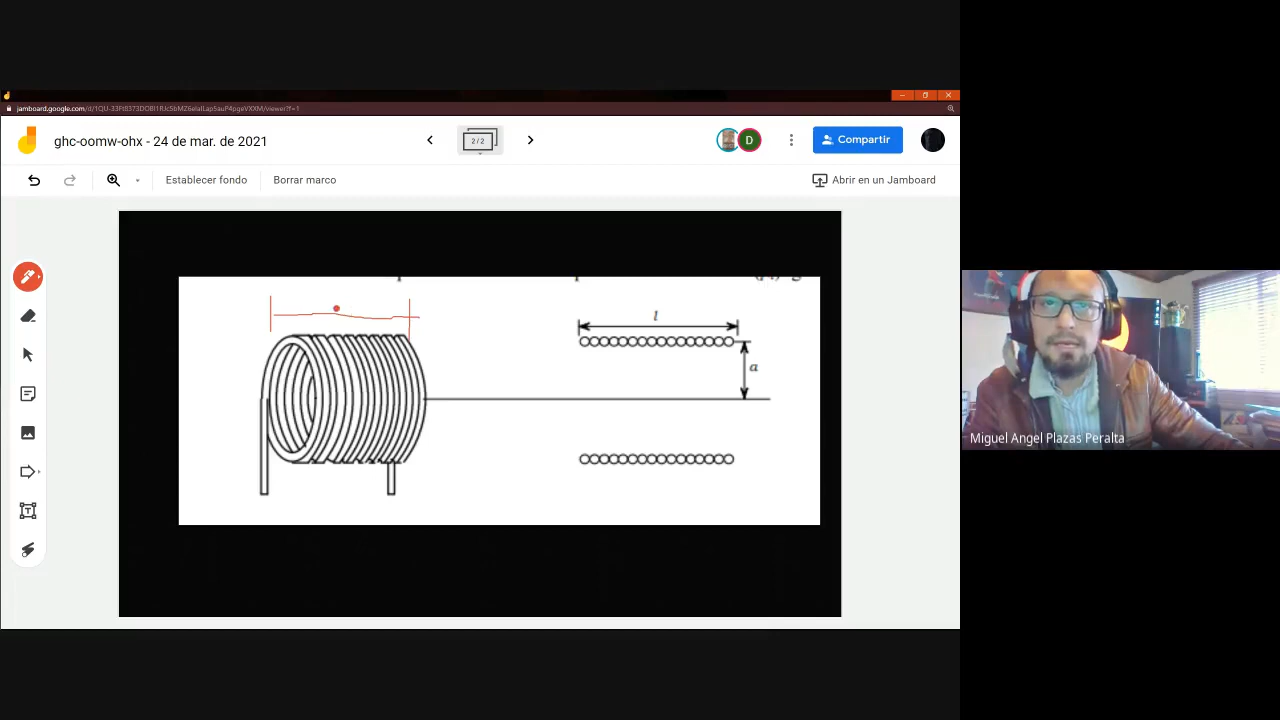 ghc-oomw-ohx - 24 de mar. de 2021
2/2
D
Compartir
Establecer fondo
Borrar marco
Abrir en un Jamboard
l
a
T
Miguel Angel Plazas Peralta